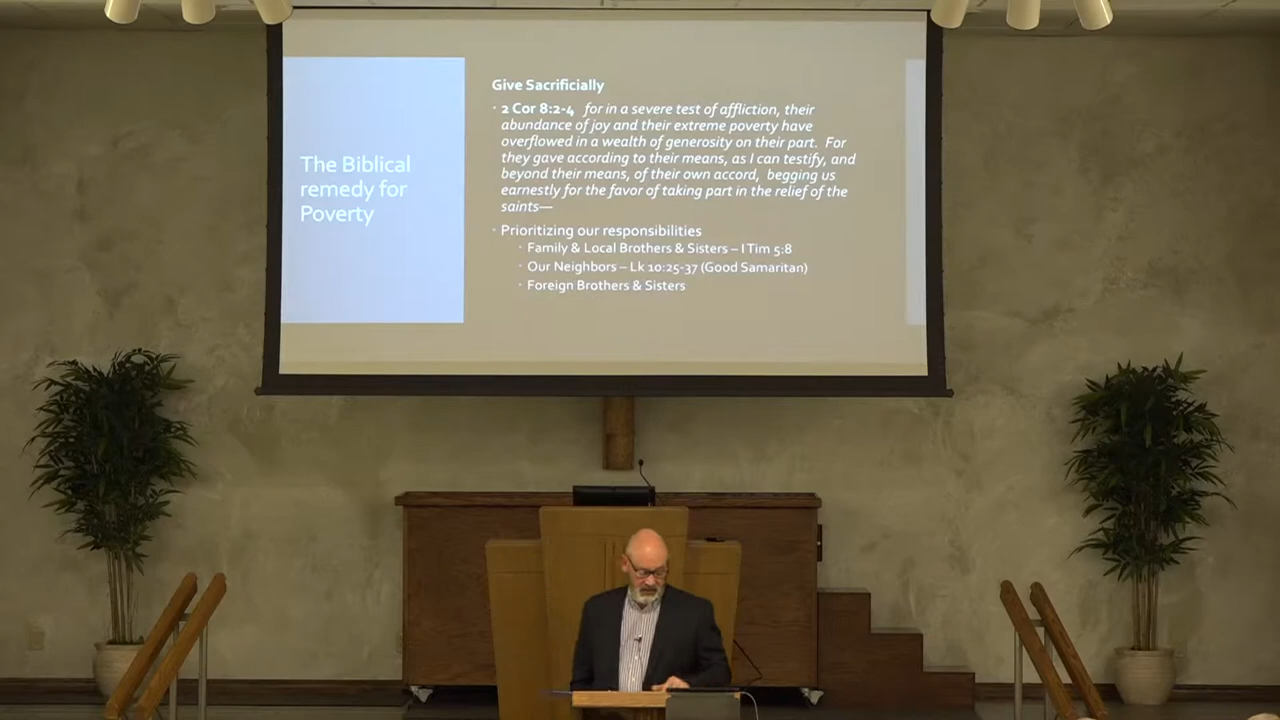 The Biblical
remedy for
Poverty
Give Sacrificially
• 2 Cor 8:2-4 for in a severe test of affliction, their
abundance of joy and their extreme poverty have
overflowed in a wealth of generosity on their part. For
they gave according to their means, as I can testify, and
beyond their means, of their own accord, begging us
earnestly for the favor of taking part in the relief of the
saints—
• Prioritizing our responsibilities
• Family & Local Brothers & Sisters – I Tim 5:8
• Our Neighbors – Lk 10:25-37 (Good Samaritan)
• Foreign Brothers & Sisters